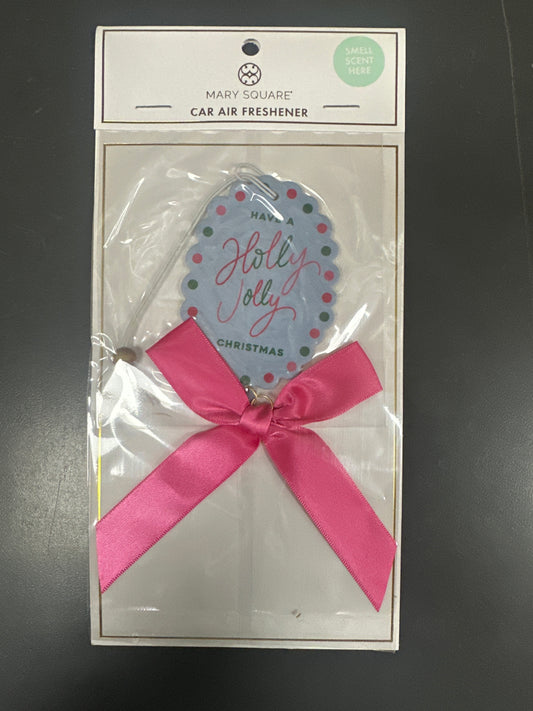 SMELL
SCENT
HERE
MARY SQUARE®
CAR AIR FRESHENER
HAVE A
Holly
Jolly
CHRISTMAS